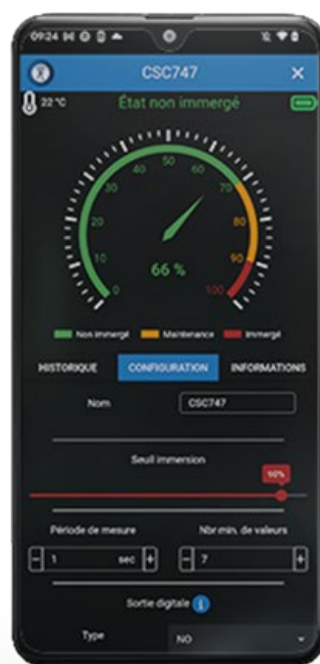 09:24
CSC747
22 °C
État non immergé
50
40 60
30 70
20 80
10 90
0 100
66 %
Non immergé Maintenance Immergé
HISTORIQUE CONFIGURATION INFORMATIONS
Nom CSC747
Seuil immersion
90%
Période de mesure Nbr min. de valeurs
- 1 sec + - 7 +
Sortie digitale i
Type NO